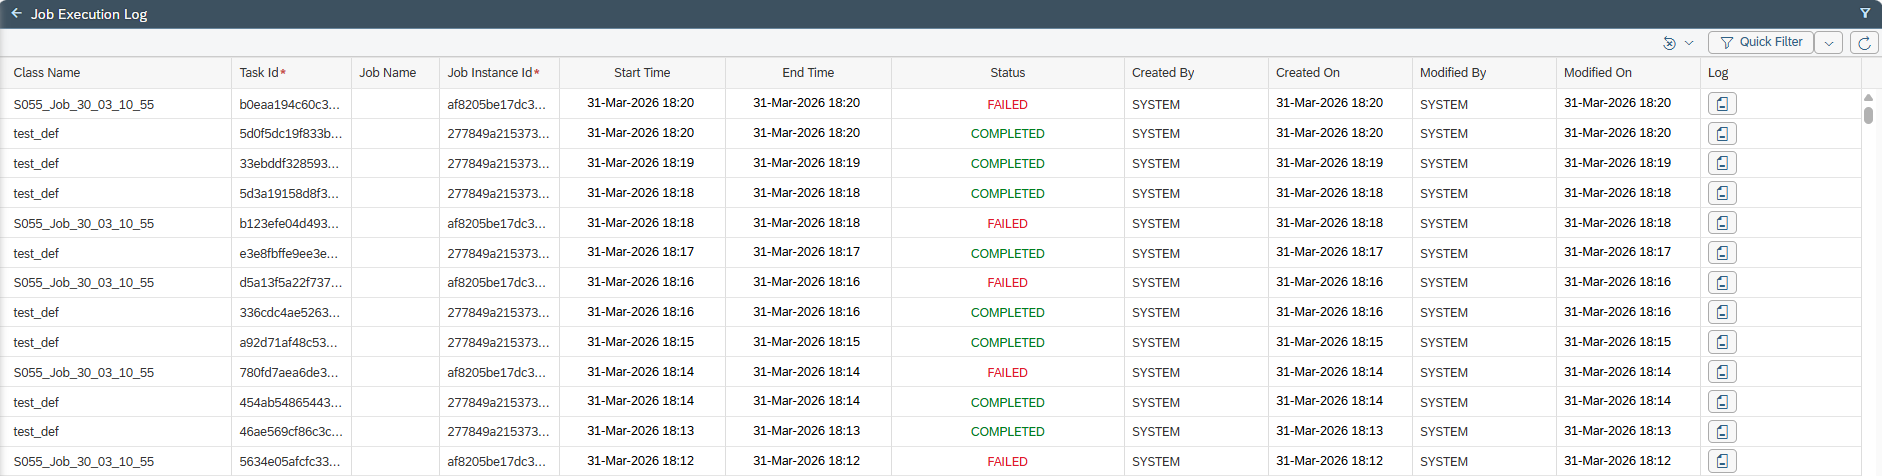 Job Execution Log
Quick Filter
Class Name Task Id* Job Name Job Instance Id* Start Time End Time Status Created By Created On Modified By Modified On Log
S055_Job_30_03_10_55 b0eaa194c60c3... af8205be17dc3... 31-Mar-2026 18:20 31-Mar-2026 18:20 FAILED SYSTEM 31-Mar-2026 18:20 SYSTEM 31-Mar-2026 18:20
test_def 5d0f5dc19f833b... 277849a215373... 31-Mar-2026 18:20 31-Mar-2026 18:20 COMPLETED SYSTEM 31-Mar-2026 18:20 SYSTEM 31-Mar-2026 18:20
test_def 33ebddf328593... 277849a215373... 31-Mar-2026 18:19 31-Mar-2026 18:19 COMPLETED SYSTEM 31-Mar-2026 18:19 SYSTEM 31-Mar-2026 18:19
test_def 5d3a19158d8f3... 277849a215373... 31-Mar-2026 18:18 31-Mar-2026 18:18 COMPLETED SYSTEM 31-Mar-2026 18:18 SYSTEM 31-Mar-2026 18:18
S055_Job_30_03_10_55 b123efe04d493... af8205be17dc3... 31-Mar-2026 18:18 31-Mar-2026 18:18 FAILED SYSTEM 31-Mar-2026 18:18 SYSTEM 31-Mar-2026 18:18
test_def e3e8fbffe9ee3e... 277849a215373... 31-Mar-2026 18:17 31-Mar-2026 18:17 COMPLETED SYSTEM 31-Mar-2026 18:17 SYSTEM 31-Mar-2026 18:17
S055_Job_30_03_10_55 d5a13f5a22f737... af8205be17dc3... 31-Mar-2026 18:16 31-Mar-2026 18:16 FAILED SYSTEM 31-Mar-2026 18:16 SYSTEM 31-Mar-2026 18:16
test_def 336cdc4ae5263... 277849a215373... 31-Mar-2026 18:16 31-Mar-2026 18:16 COMPLETED SYSTEM 31-Mar-2026 18:16 SYSTEM 31-Mar-2026 18:16
test_def a92d71af48c53... 277849a215373... 31-Mar-2026 18:15 31-Mar-2026 18:15 COMPLETED SYSTEM 31-Mar-2026 18:15 SYSTEM 31-Mar-2026 18:15
S055_Job_30_03_10_55 780fd7aea6de3... af8205be17dc3... 31-Mar-2026 18:14 31-Mar-2026 18:14 FAILED SYSTEM 31-Mar-2026 18:14 SYSTEM 31-Mar-2026 18:14
test_def 454ab54865443... 277849a215373... 31-Mar-2026 18:14 31-Mar-2026 18:14 COMPLETED SYSTEM 31-Mar-2026 18:14 SYSTEM 31-Mar-2026 18:14
test_def 46ae569cf86c3c... 277849a215373... 31-Mar-2026 18:13 31-Mar-2026 18:13 COMPLETED SYSTEM 31-Mar-2026 18:13 SYSTEM 31-Mar-2026 18:13
S055_Job_30_03_10_55 5634e05afcfc33... af8205be17dc3... 31-Mar-2026 18:12 31-Mar-2026 18:12 FAILED SYSTEM 31-Mar-2026 18:12 SYSTEM 31-Mar-2026 18:12